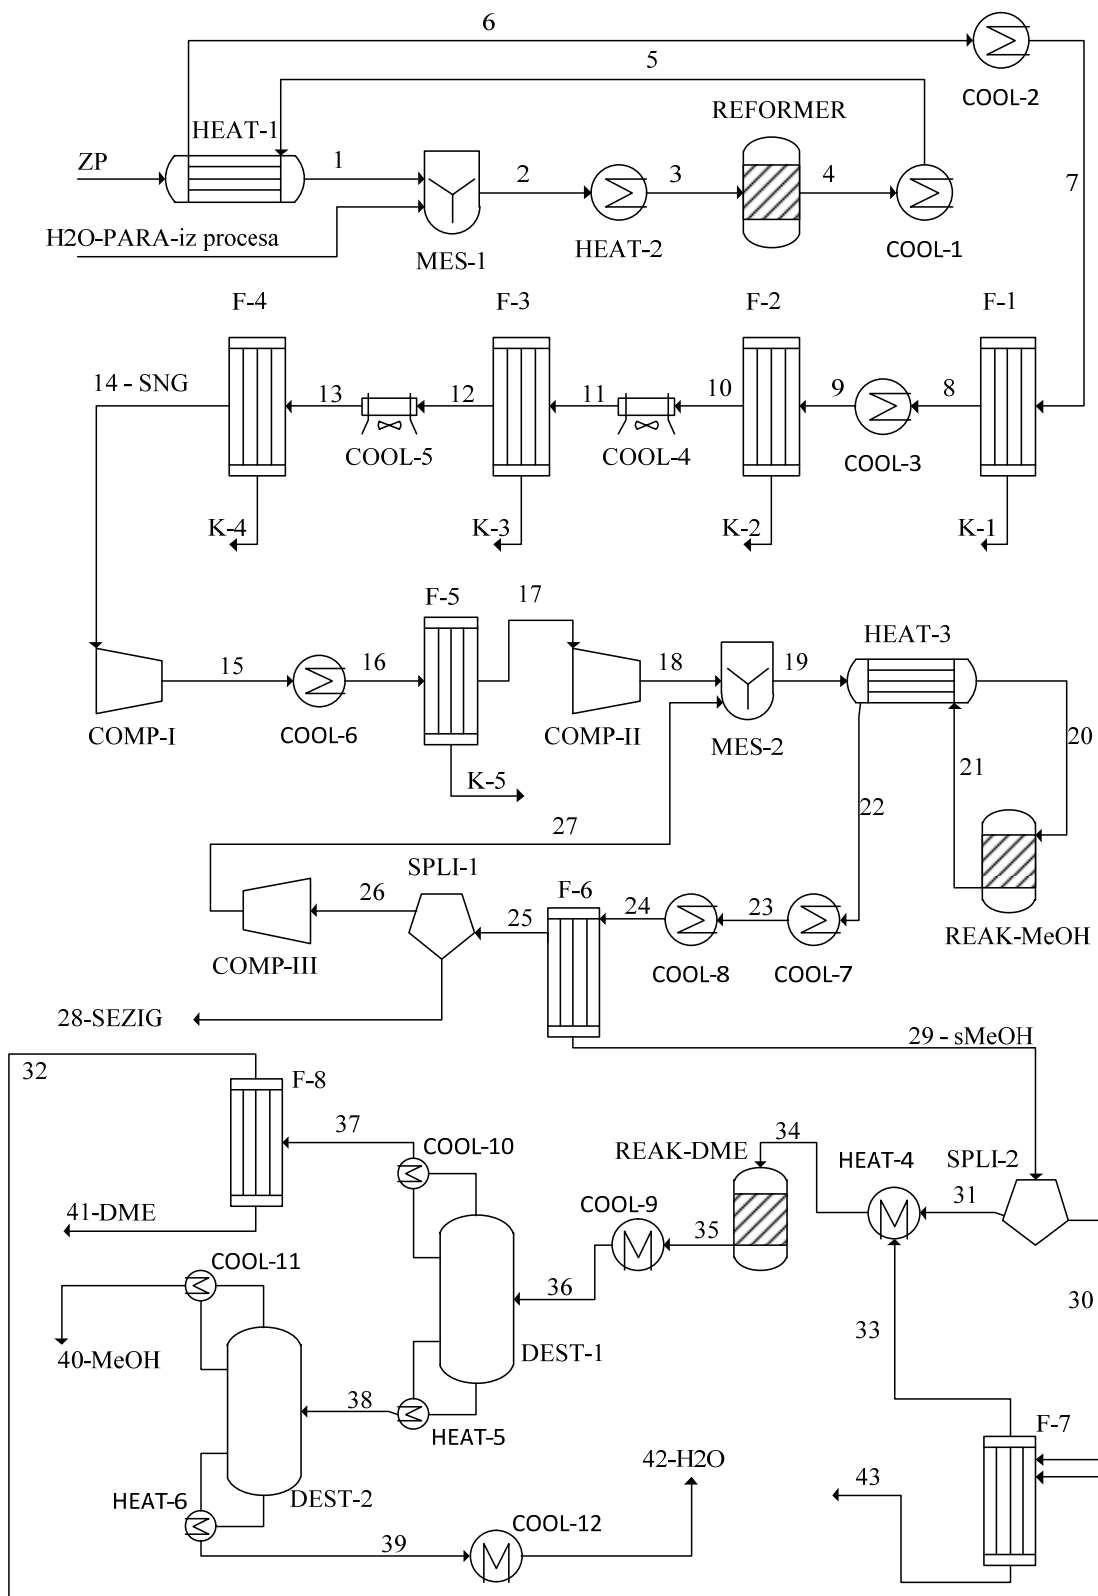 6
5
COOL-2
REFORMER
HEAT-1
ZP
1
2
3
4
7
H2O-PARA-iz procesa
MES-1
HEAT-2
COOL-1
F-4
F-3
F-2
F-1
14 - SNG
13
12
11
10
9
8
COOL-5
COOL-4
COOL-3
K-4
K-3
K-2
K-1
F-5
17
HEAT-3
15
16
18
19
20
COMP-I
COOL-6
COMP-II
MES-2
K-5
21
22
27
SPLI-1
F-6
26
25
24
23
REAK-MeOH
COMP-III
COOL-8
COOL-7
28-SEZIG
29 - sMeOH
32
F-8
37
COOL-10
REAK-DME
34
HEAT-4
SPLI-2
41-DME
COOL-9
35
31
COOL-11
36
30
33
40-MeOH
DEST-1
38
HEAT-5
F-7
42-H2O
43
HEAT-6
DEST-2
COOL-12
39